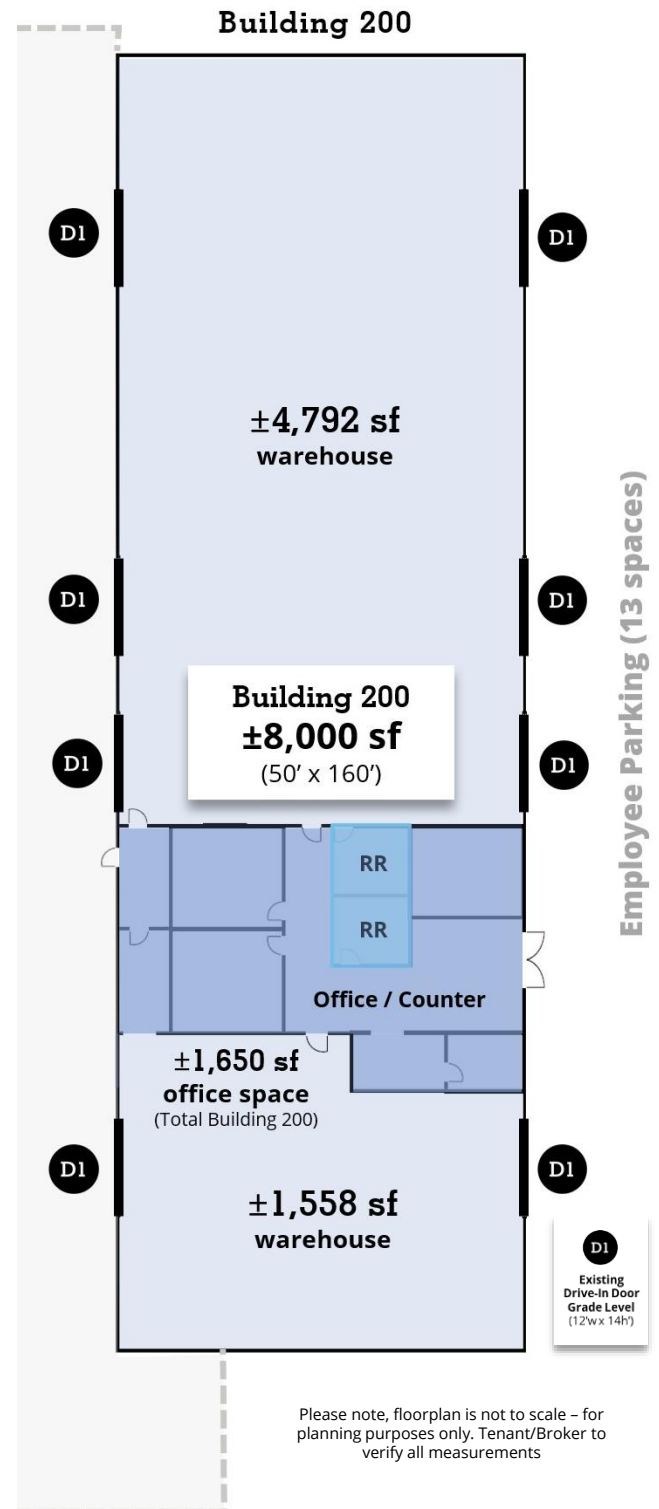 Building 200
D1
D1
±4,792 sf
warehouse
Employee Parking (13 spaces)
D1
D1
Building 200
±8,000 sf
(50’ x 160’)
D1
D1
RR
RR
Office / Counter
±1,650 sf
office space
(Total Building 200)
D1
D1
±1,558 sf
warehouse
D1
Existing
Drive-In Door
Grade Level
(12’w x 14h’)
Please note, floorplan is not to scale – for
planning purposes only. Tenant/Broker to
verify all measurements